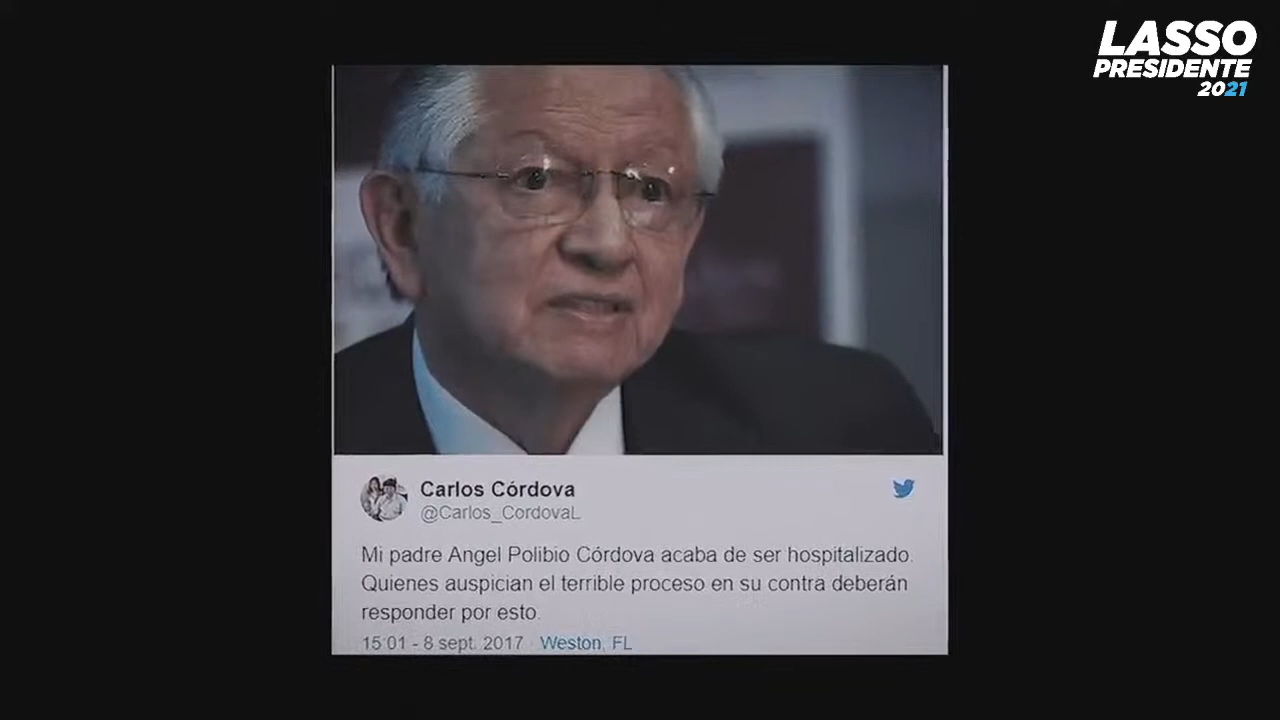 LASSO
PRESIDENTE
2021
Carlos Córdova
@Carlos_CordovaL
Mi padre Angel Polibio Córdova acaba de ser hospitalizado.
Quienes auspician el terrible proceso en su contra deberán
responder por esto.
15:01 - 8 sept. 2017 Weston, FL